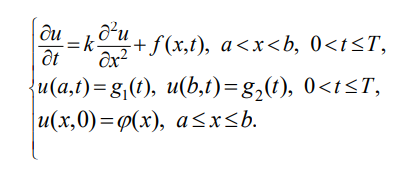 ∂u/∂t = k ∂²u/∂x² + f(x,t), a<x<b, 0<t≤T,
u(a,t)=g₁(t), u(b,t)=g₂(t), 0<t≤T,
u(x,0)=φ(x), a≤x≤b.